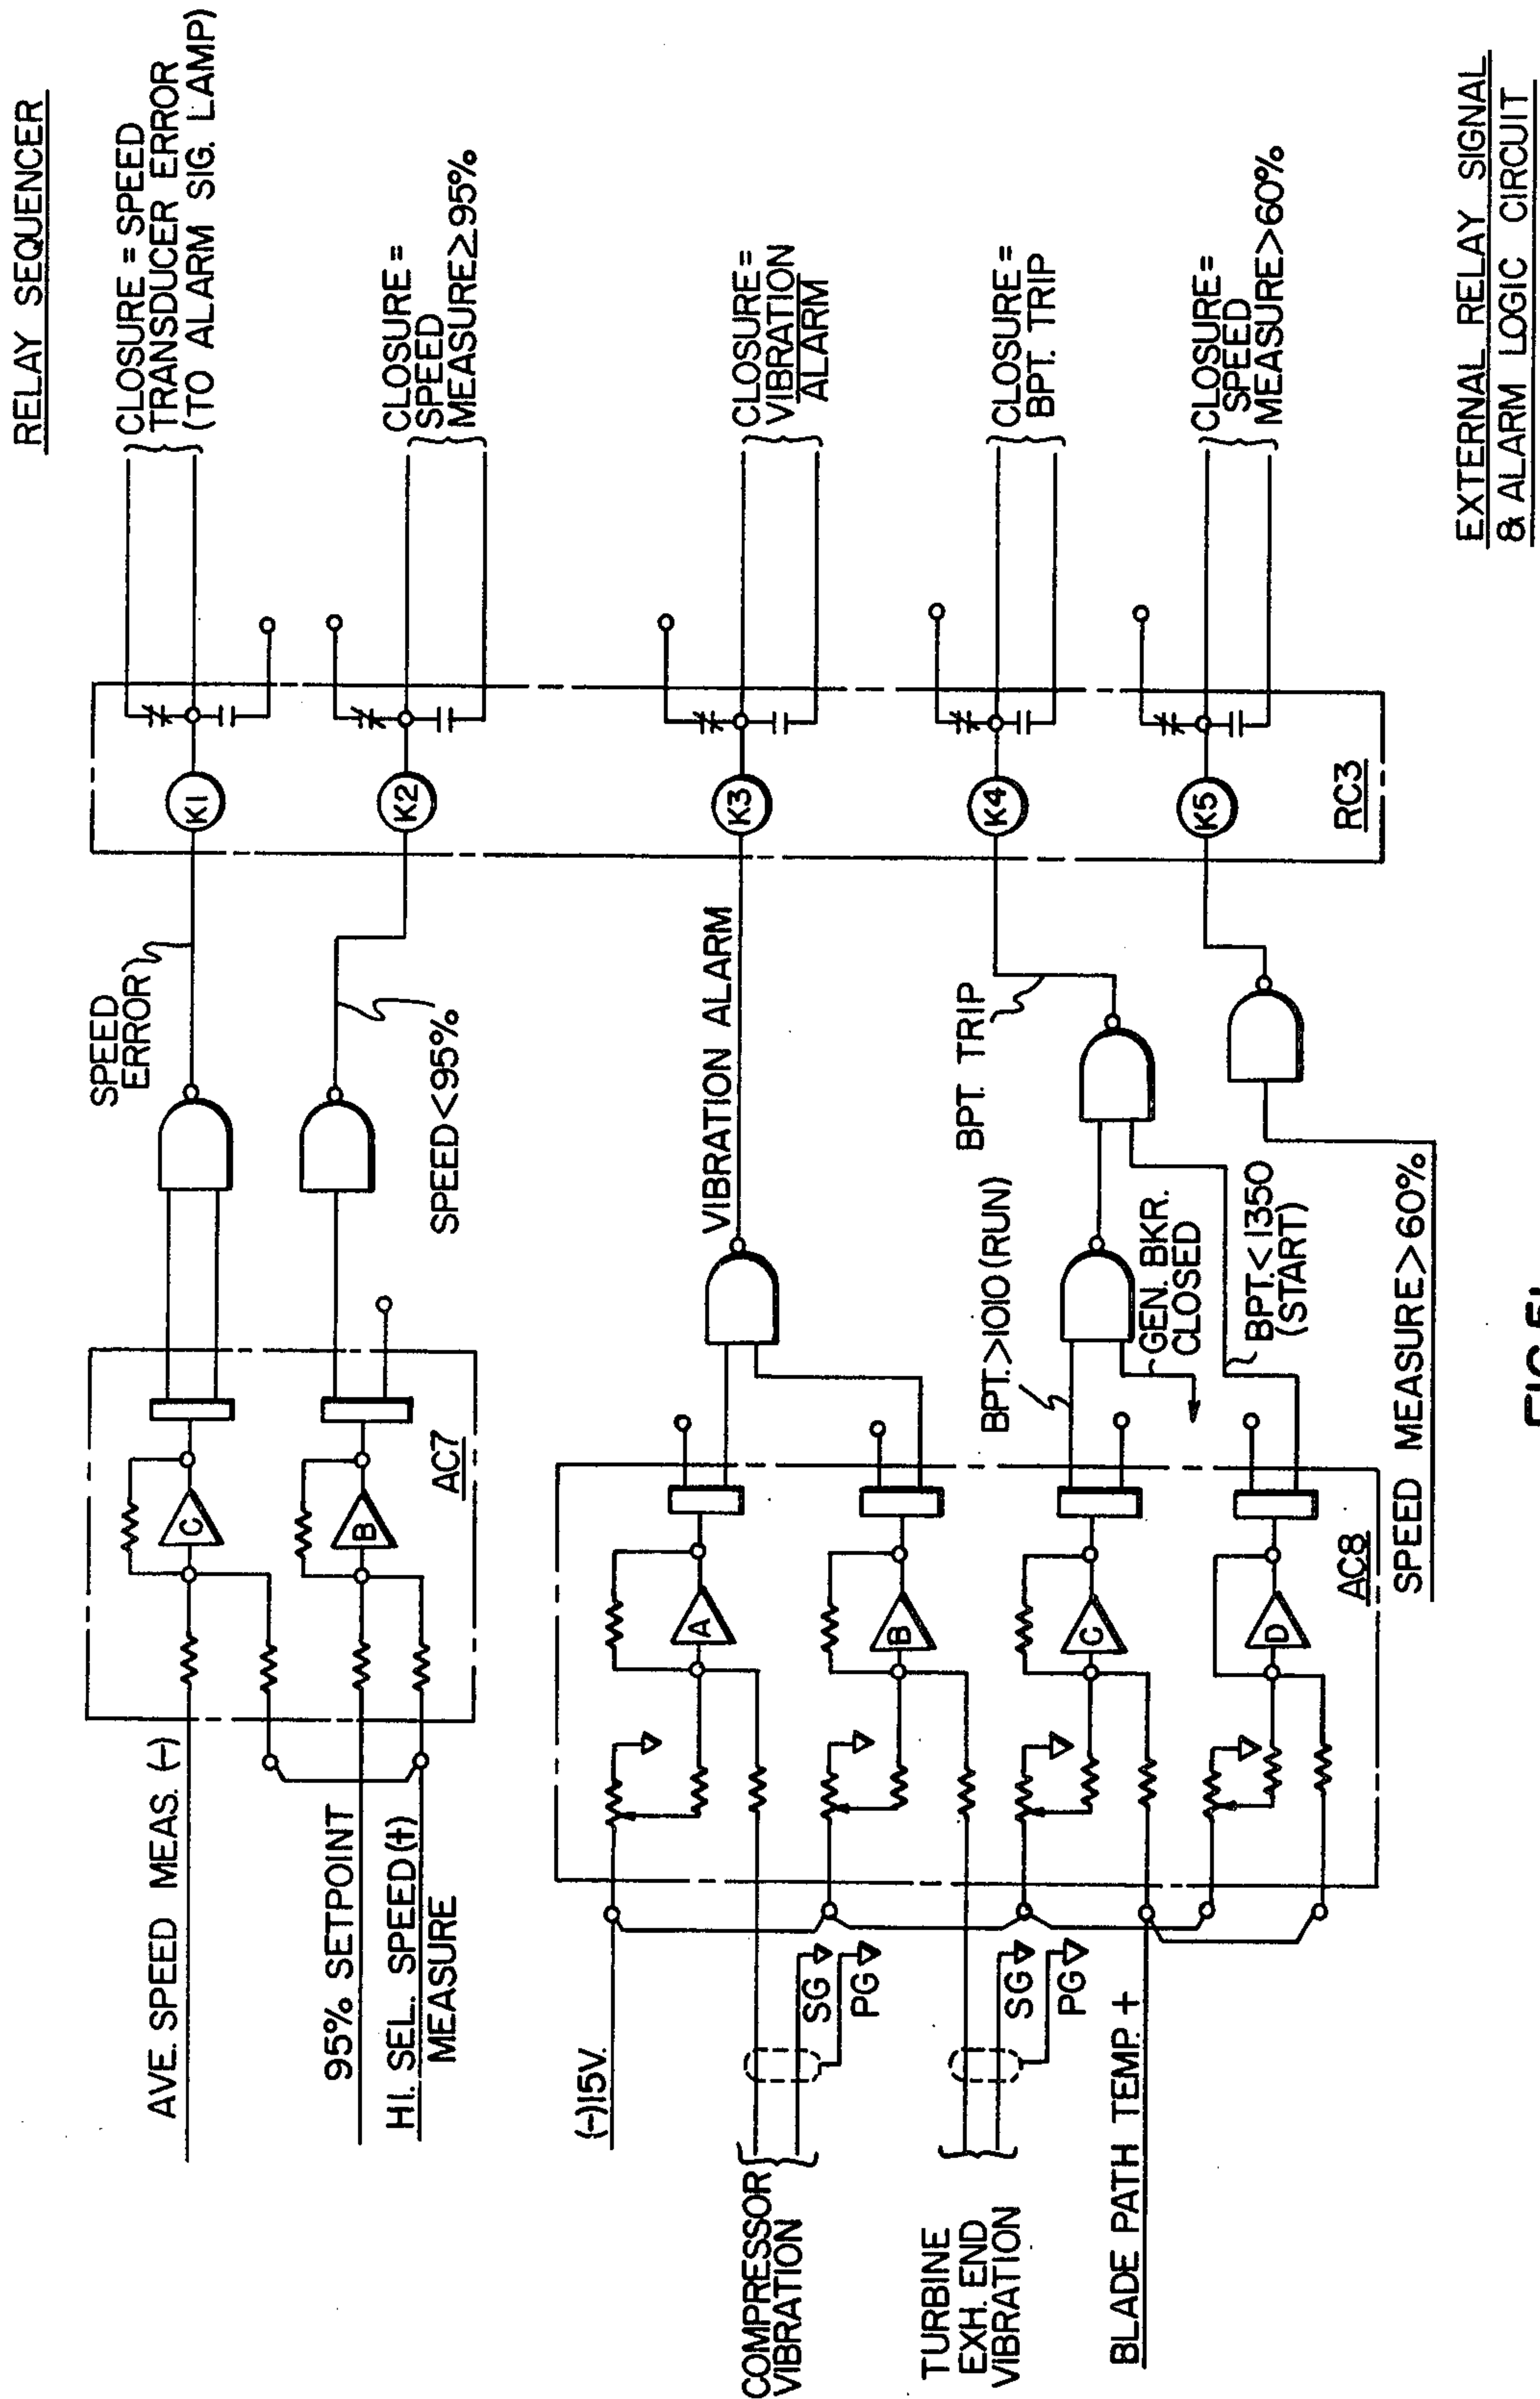 RELAY SEQUENCER
CLOSURE = SPEED
TRANSDUCER ERROR
(TO ALARM SIG. LAMP)
CLOSURE =
SPEED
MEASURE≥95%
CLOSURE =
VIBRATION
ALARM
CLOSURE =
BPT. TRIP
CLOSURE=
SPEED
MEASURE>60%
K1
K2
K3
K4
K5
RC3
SPEED
ERROR
SPEED<95%
VIBRATION ALARM
BPT. TRIP
BPT.>1010 (RUN)
GEN. BKR.
CLOSED
BPT.<1350
(START)
SPEED MEASURE>60%
C
B
AC7
A
B
C
D
AC8
AVE. SPEED MEAS. (-)
95% SETPOINT
HI. SEL. SPEED(+)
MEASURE
(-)15V.
SG
PG
COMPRESSOR
VIBRATION
SG
PG
TURBINE
EXH. END
VIBRATION
BLADE PATH TEMP. +
EXTERNAL RELAY SIGNAL
& ALARM LOGIC CIRCUIT